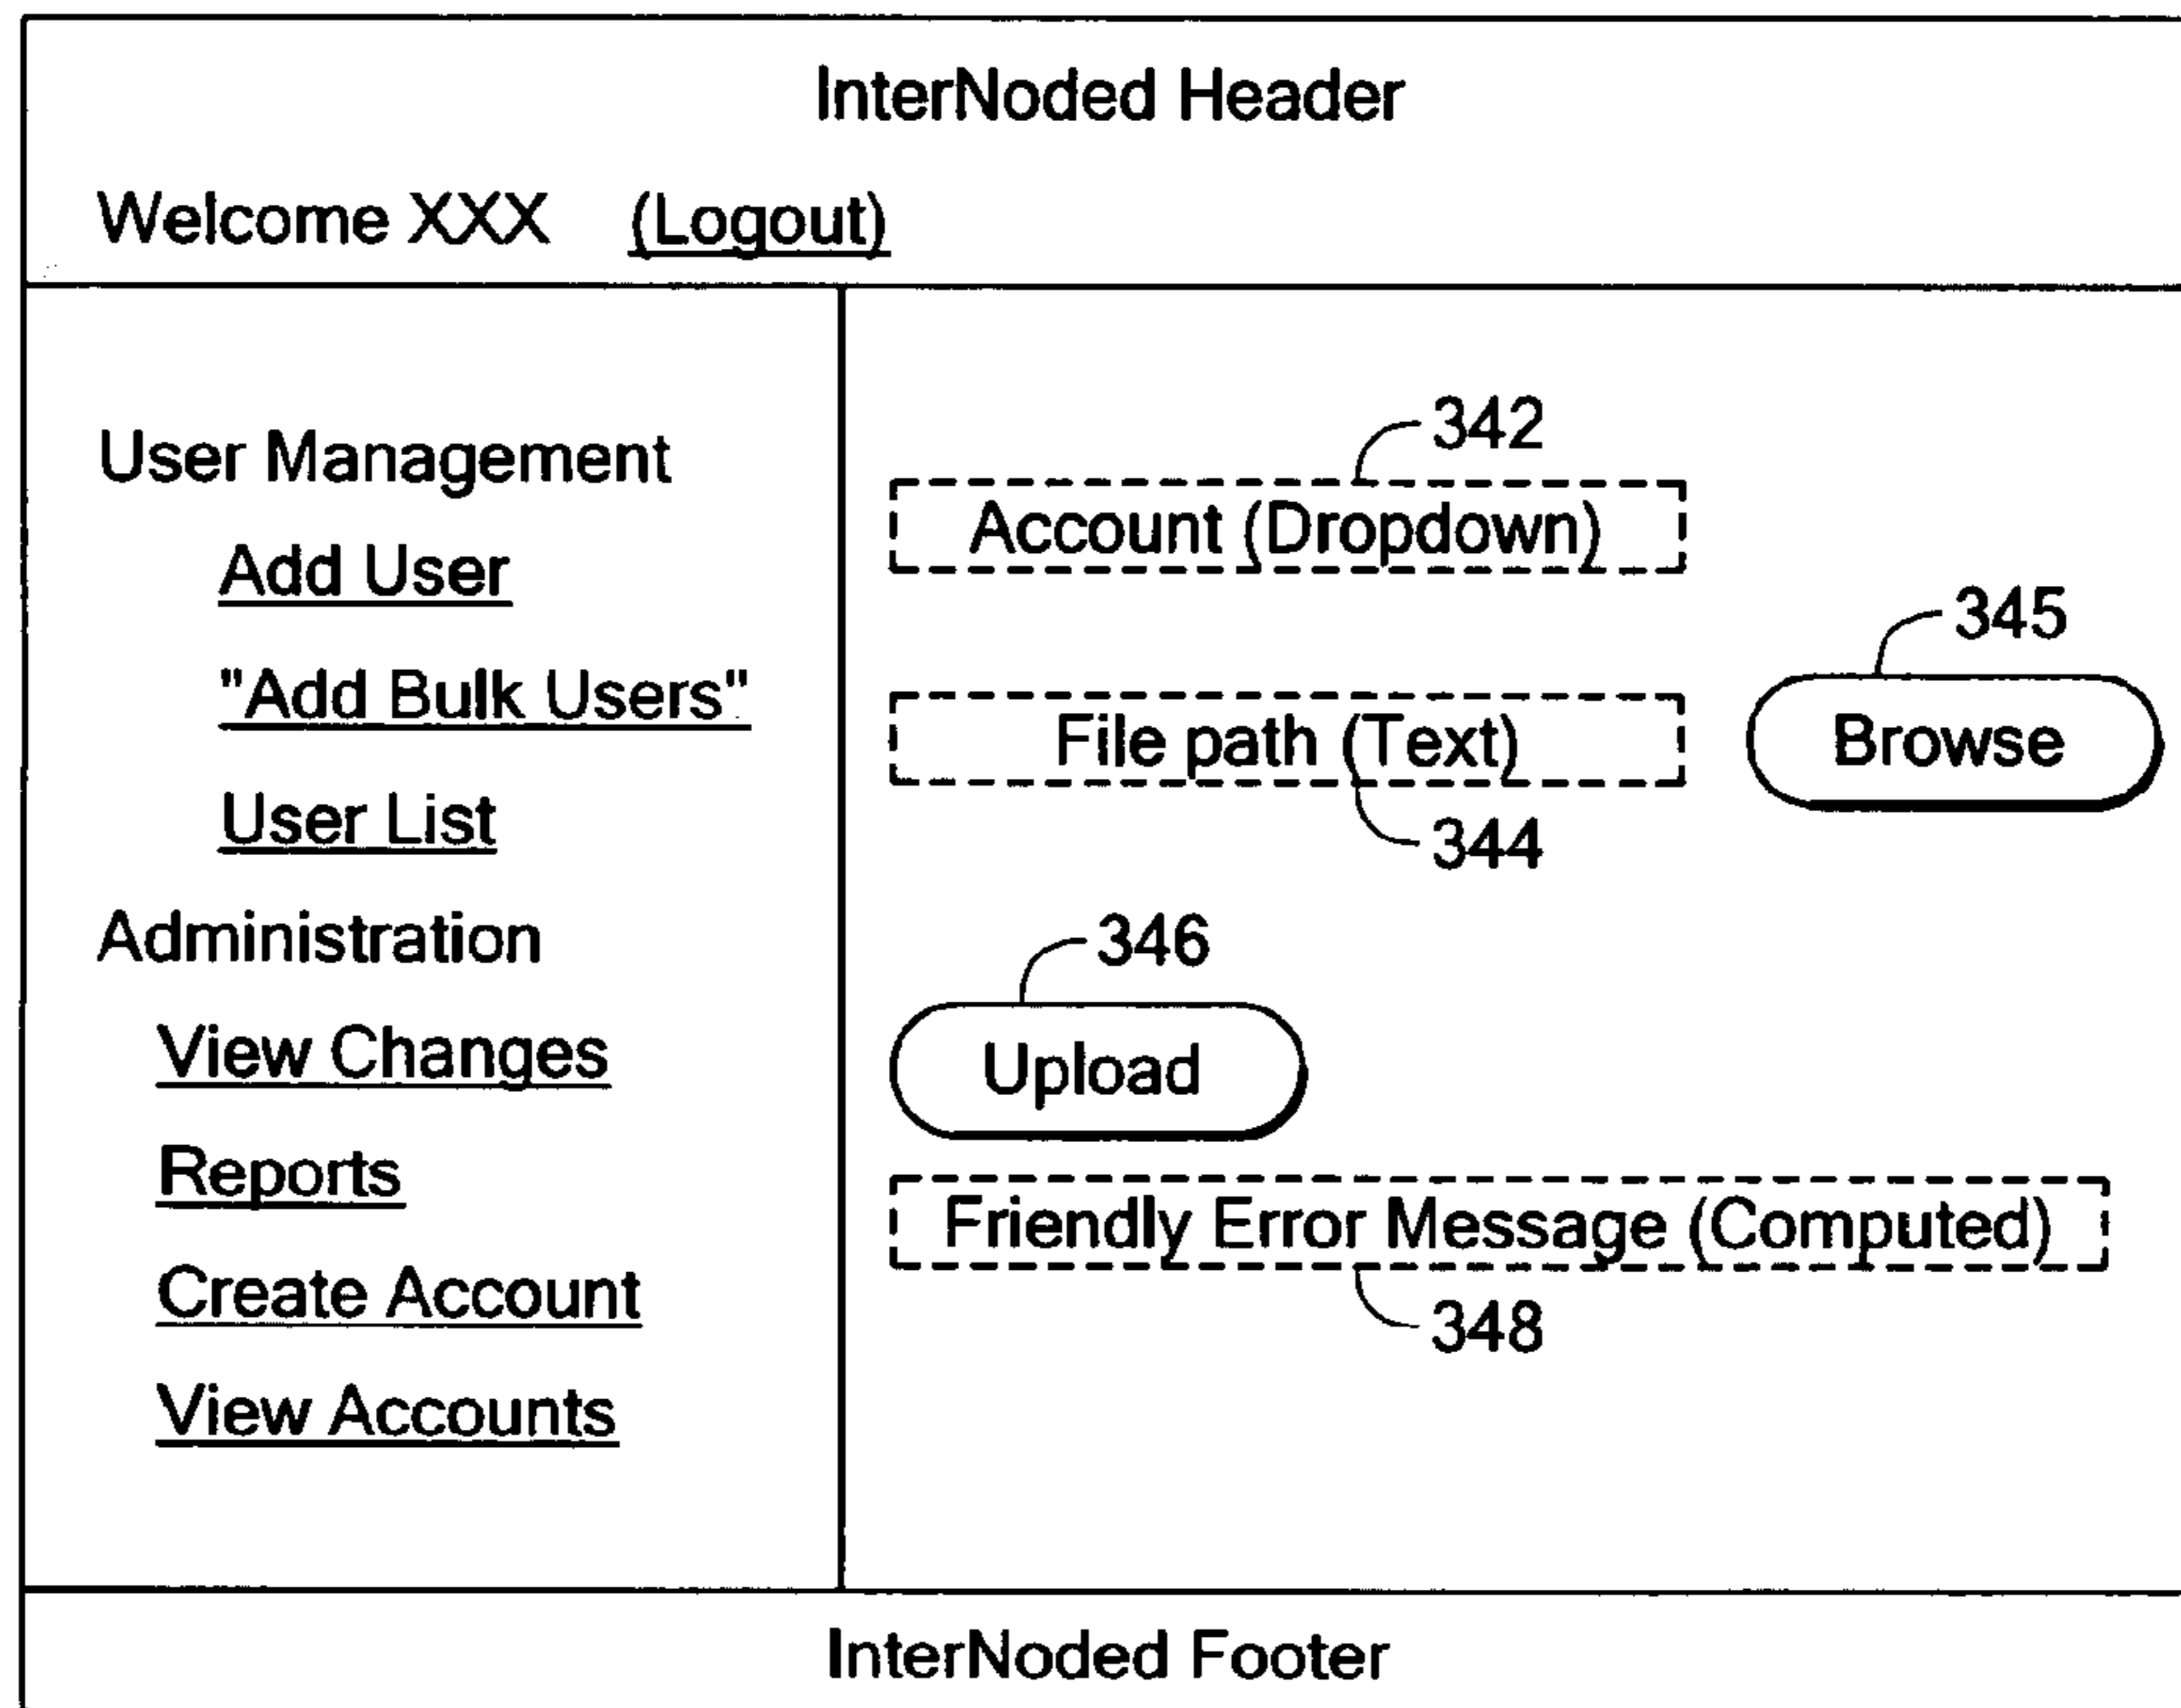 InterNoded Header
Welcome XXX (Logout)
User Management
Add User
"Add Bulk Users"
User List
Administration
View Changes
Reports
Create Account
View Accounts
342
Account (Dropdown)
345
File path (Text) Browse
344
346
Upload
Friendly Error Message (Computed)
348
InterNoded Footer